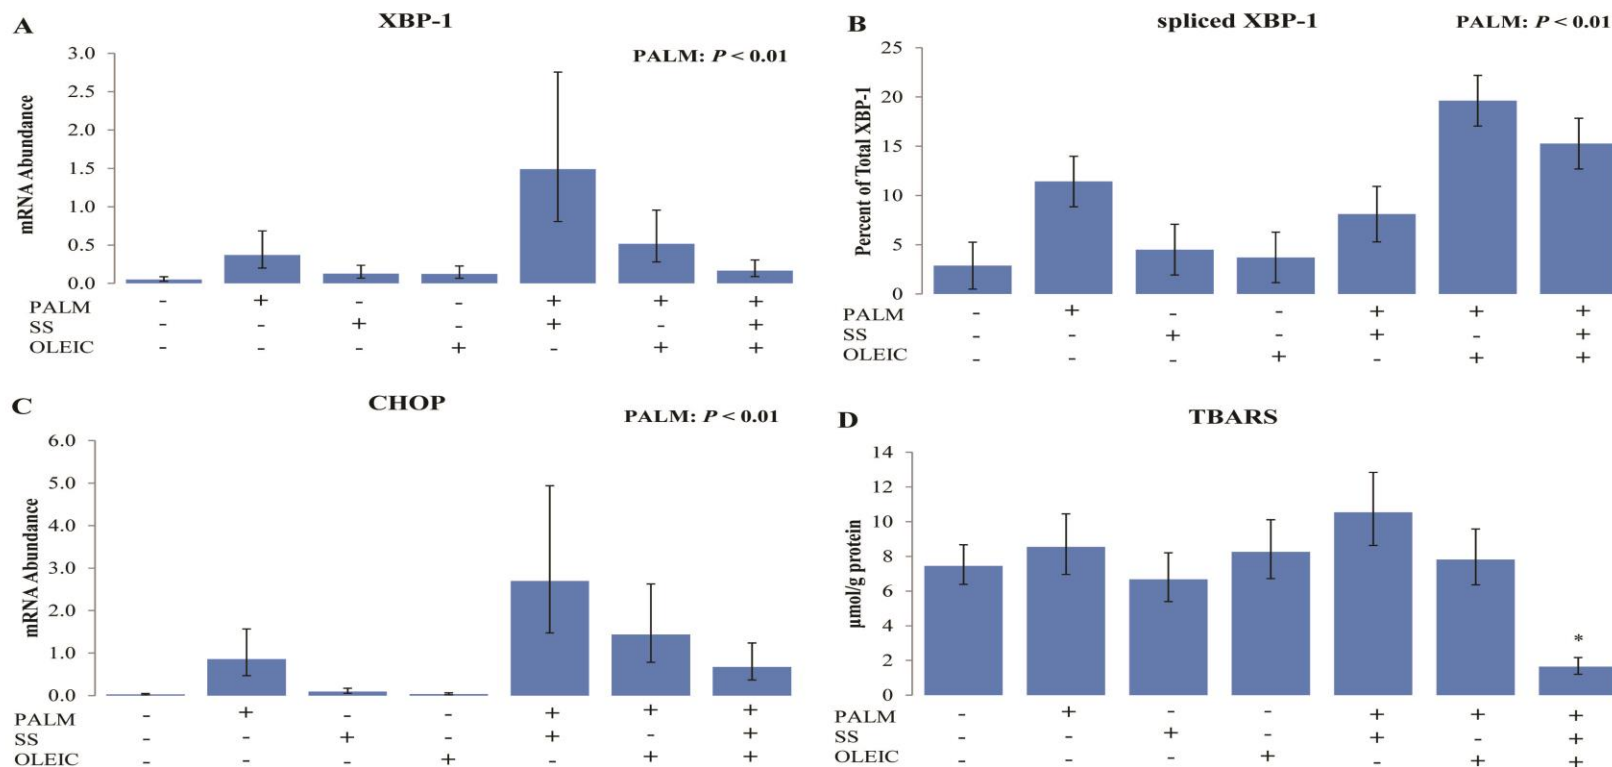 A
XBP-1
PALM: P < 0.01
mRNA Abundance
3.0
2.5
2.0
1.5
1.0
0.5
0.0
PALM - + - - + + +
SS - - + - + - +
OLEIC - - - + - + +
B
spliced XBP-1
PALM: P < 0.01
Percent of Total XBP-1
25
20
15
10
5
0
PALM - + - - + + +
SS - - + - + - +
OLEIC - - - + - + +
C
CHOP
PALM: P < 0.01
mRNA Abundance
6.0
5.0
4.0
3.0
2.0
1.0
0.0
PALM - + - - + + +
SS - - + - + - +
OLEIC - - - + - + +
D
TBARS
µmol/g protein
14
12
10
8
6
4
2
0
*
PALM - + - - + + +
SS - - + - + - +
OLEIC - - - + - + +